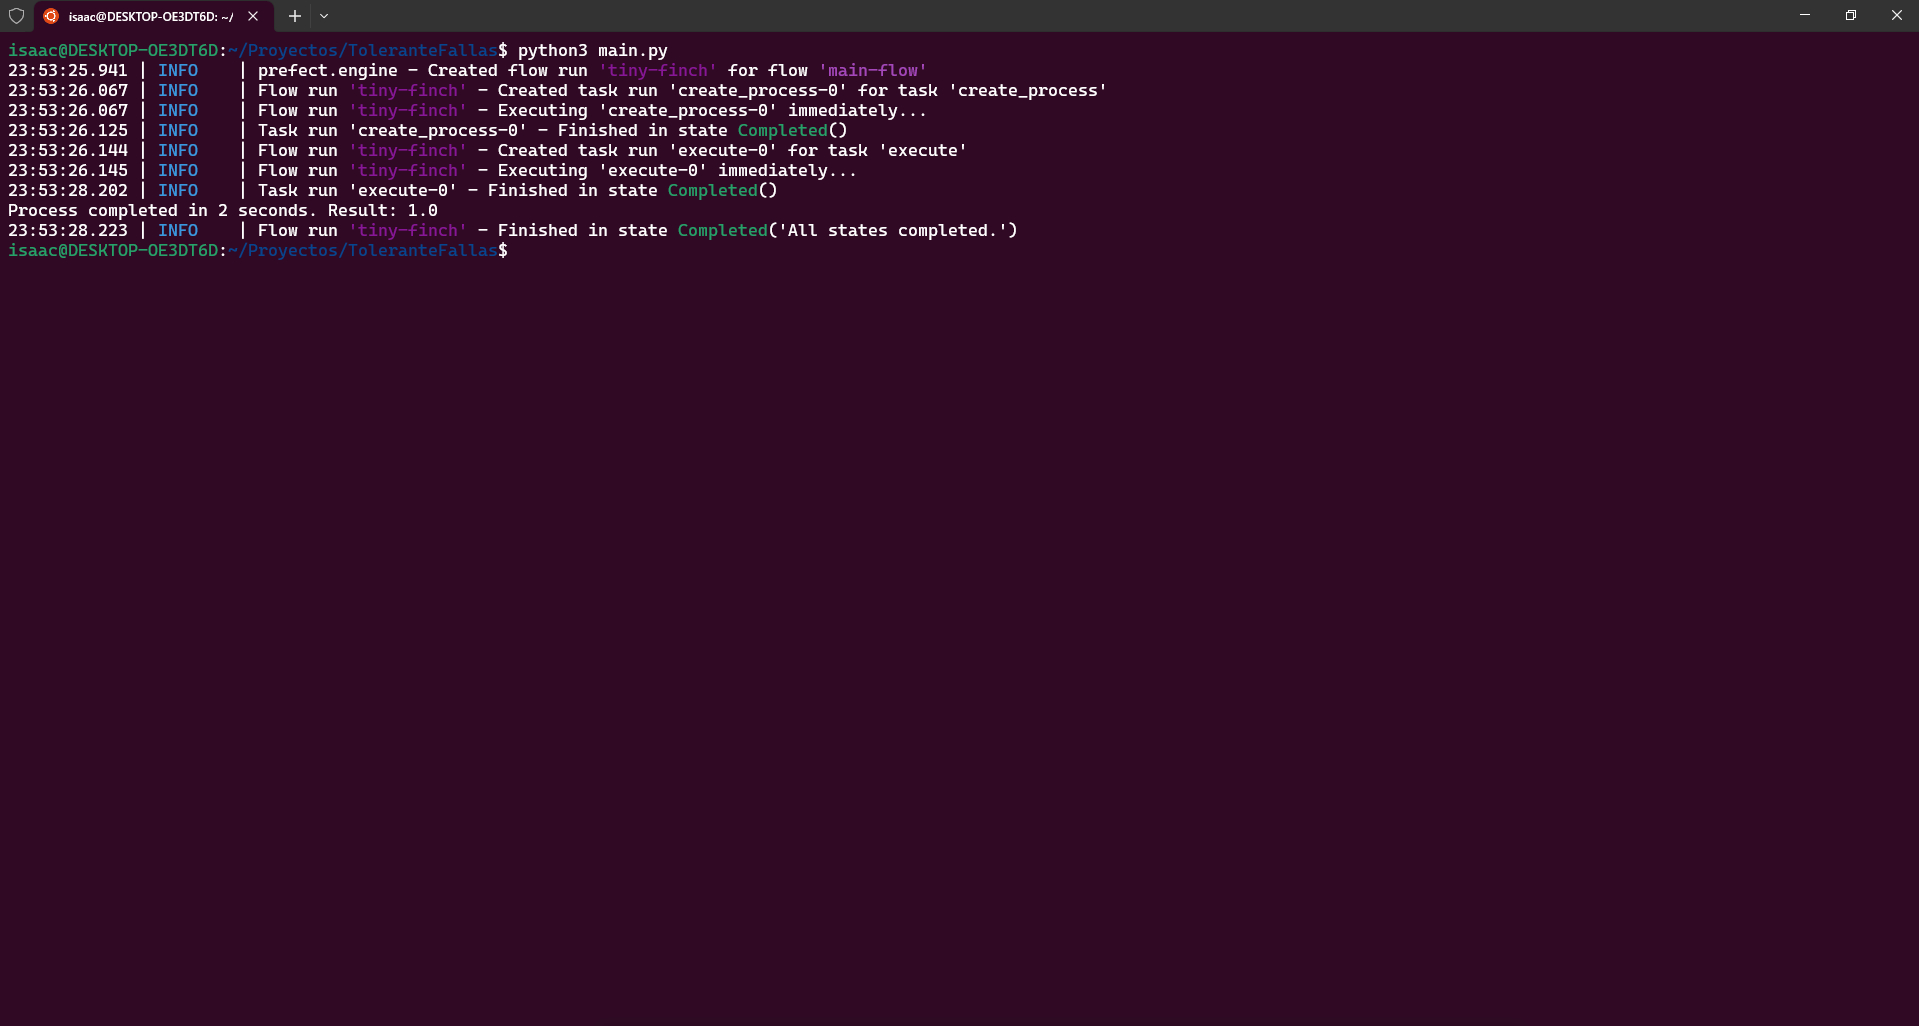 isaac@DESKTOP-OE3DT6D: ~/
isaac@DESKTOP-OE3DT6D:~/Proyectos/ToleranteFallas$ python3 main.py
23:53:25.941 | INFO    | prefect.engine - Created flow run 'tiny-finch' for flow 'main-flow'
23:53:26.067 | INFO    | Flow run 'tiny-finch' - Created task run 'create_process-0' for task 'create_process'
23:53:26.067 | INFO    | Flow run 'tiny-finch' - Executing 'create_process-0' immediately...
23:53:26.125 | INFO    | Task run 'create_process-0' - Finished in state Completed()
23:53:26.144 | INFO    | Flow run 'tiny-finch' - Created task run 'execute-0' for task 'execute'
23:53:26.145 | INFO    | Flow run 'tiny-finch' - Executing 'execute-0' immediately...
23:53:28.202 | INFO    | Task run 'execute-0' - Finished in state Completed()
Process completed in 2 seconds. Result: 1.0
23:53:28.223 | INFO    | Flow run 'tiny-finch' - Finished in state Completed('All states completed.')
isaac@DESKTOP-OE3DT6D:~/Proyectos/ToleranteFallas$